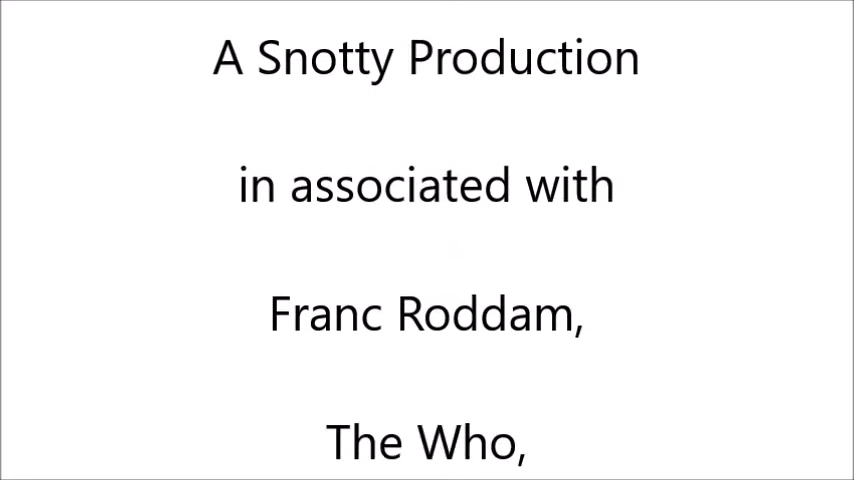 A Snotty Production
in associated with
Franc Roddam,
The Who,